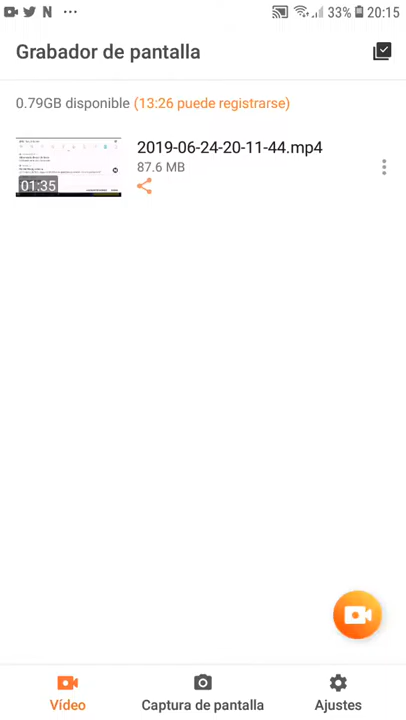 33% 20:15
Grabador de pantalla
0.79GB disponible (13:26 puede registrarse)
2019-06-24-20-11-44.mp4
87.6 MB
01:35
Vídeo
Captura de pantalla
Ajustes